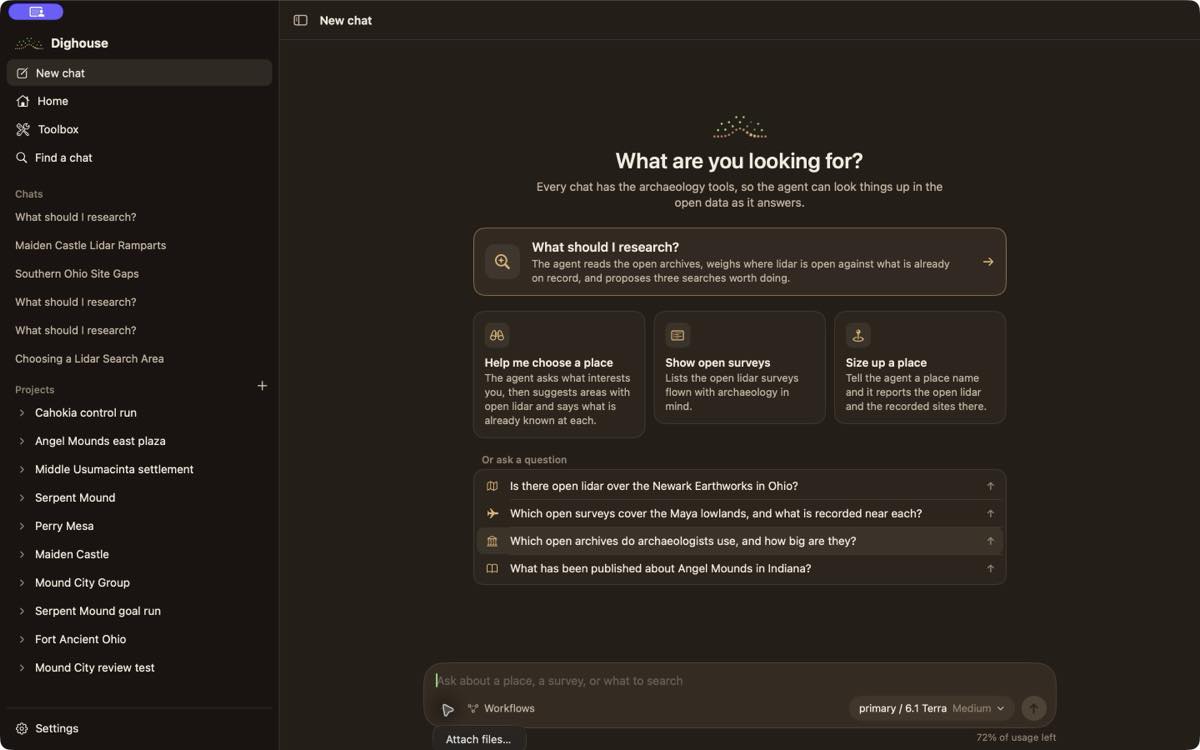 Dighouse
New chat
Home
Toolbox
Find a chat
Chats
What should I research?
Maiden Castle Lidar Ramparts
Southern Ohio Site Gaps
What should I research?
What should I research?
Choosing a Lidar Search Area
Projects
Cahokia control run
Angel Mounds east plaza
Middle Usumacinta settlement
Serpent Mound
Perry Mesa
Maiden Castle
Mound City Group
Serpent Mound goal run
Fort Ancient Ohio
Mound City review test
Settings
New chat
What are you looking for?
Every chat has the archaeology tools, so the agent can look things up in the
open data as it answers.
What should I research?
The agent reads the open archives, weighs where lidar is open against what is already
on record, and proposes three searches worth doing.
Help me choose a place
The agent asks what interests
you, then suggests areas with
open lidar and says what is
already known at each.
Show open surveys
Lists the open lidar surveys
flown with archaeology in
mind.
Size up a place
Tell the agent a place name
and it reports the open lidar
and the recorded sites there.
Or ask a question
Is there open lidar over the Newark Earthworks in Ohio?
Which open surveys cover the Maya lowlands, and what is recorded near each?
Which open archives do archaeologists use, and how big are they?
What has been published about Angel Mounds in Indiana?
Ask about a place, a survey, or what to search
Workflows
primary / 6.1 Terra Medium
Attach files...
72% of usage left